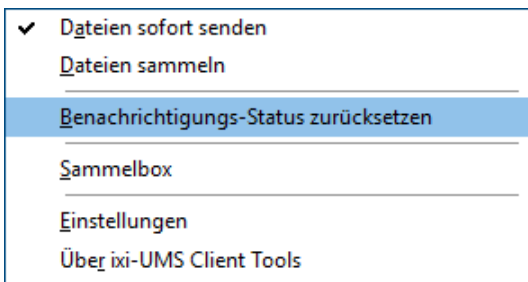 Dateien sofort senden
Dateien sammeln
Benachrichtigungs-Status zurücksetzen
Sammelbox
Einstellungen
Über ixi-UMS Client Tools